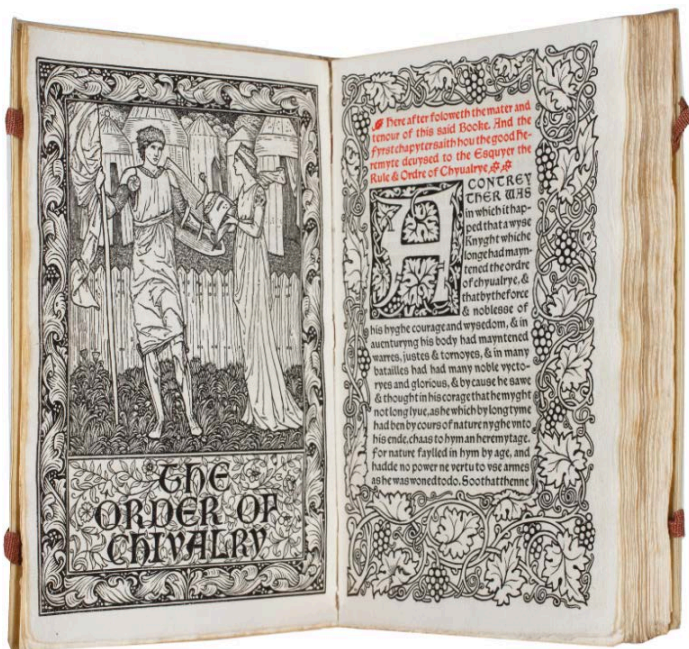 THE
ORDER OF
CHIVALRY
Here after foloweth the mater and
tenour of this said Booke. And the
fyrst chapyter saith hou the good he-
remyte deuysed to the Esquyer the
Rule & Ordre of Chyualrye
A CONTREY
THER WAS
in which it hap-
ped that a wyse
Knyght whiche
longe had mayn-
tened the ordre
of chyualrye, &
that by the force
& noblesse of
his hyghe courage and wysedom, & in
auenturyng his body had mayntened
warres, justes & tornoyes, & in many
batailles had had many noble vycto-
ryes and glorious, & by cause he sawe
& thought in his corage that he myght
not long lyue, as he which by long tyme
had ben by cours of nature nyghe vnto
his ende, chaas to hym an heremytage.
For nature faylled in hym by age, and
hadde no power ne vertu to vse armes
as he was woned to do. Soo that thenne